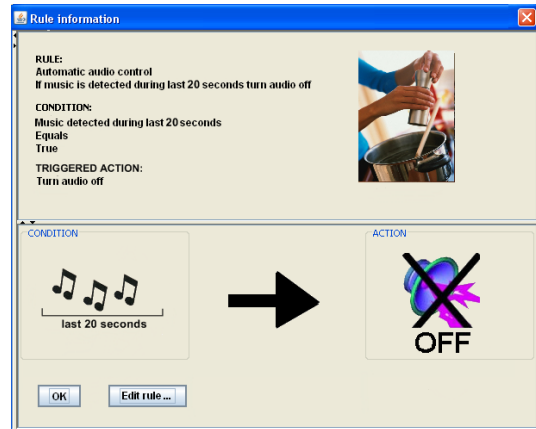 Rule information
RULE:
Automatic audio control
If music is detected during last 20 seconds turn audio off
CONDITION:
Music detected during last 20 seconds
Equals
True
TRIGGERED ACTION:
Turn audio off
CONDITION
ACTION
last 20 seconds
OFF
OK
Edit rule ...